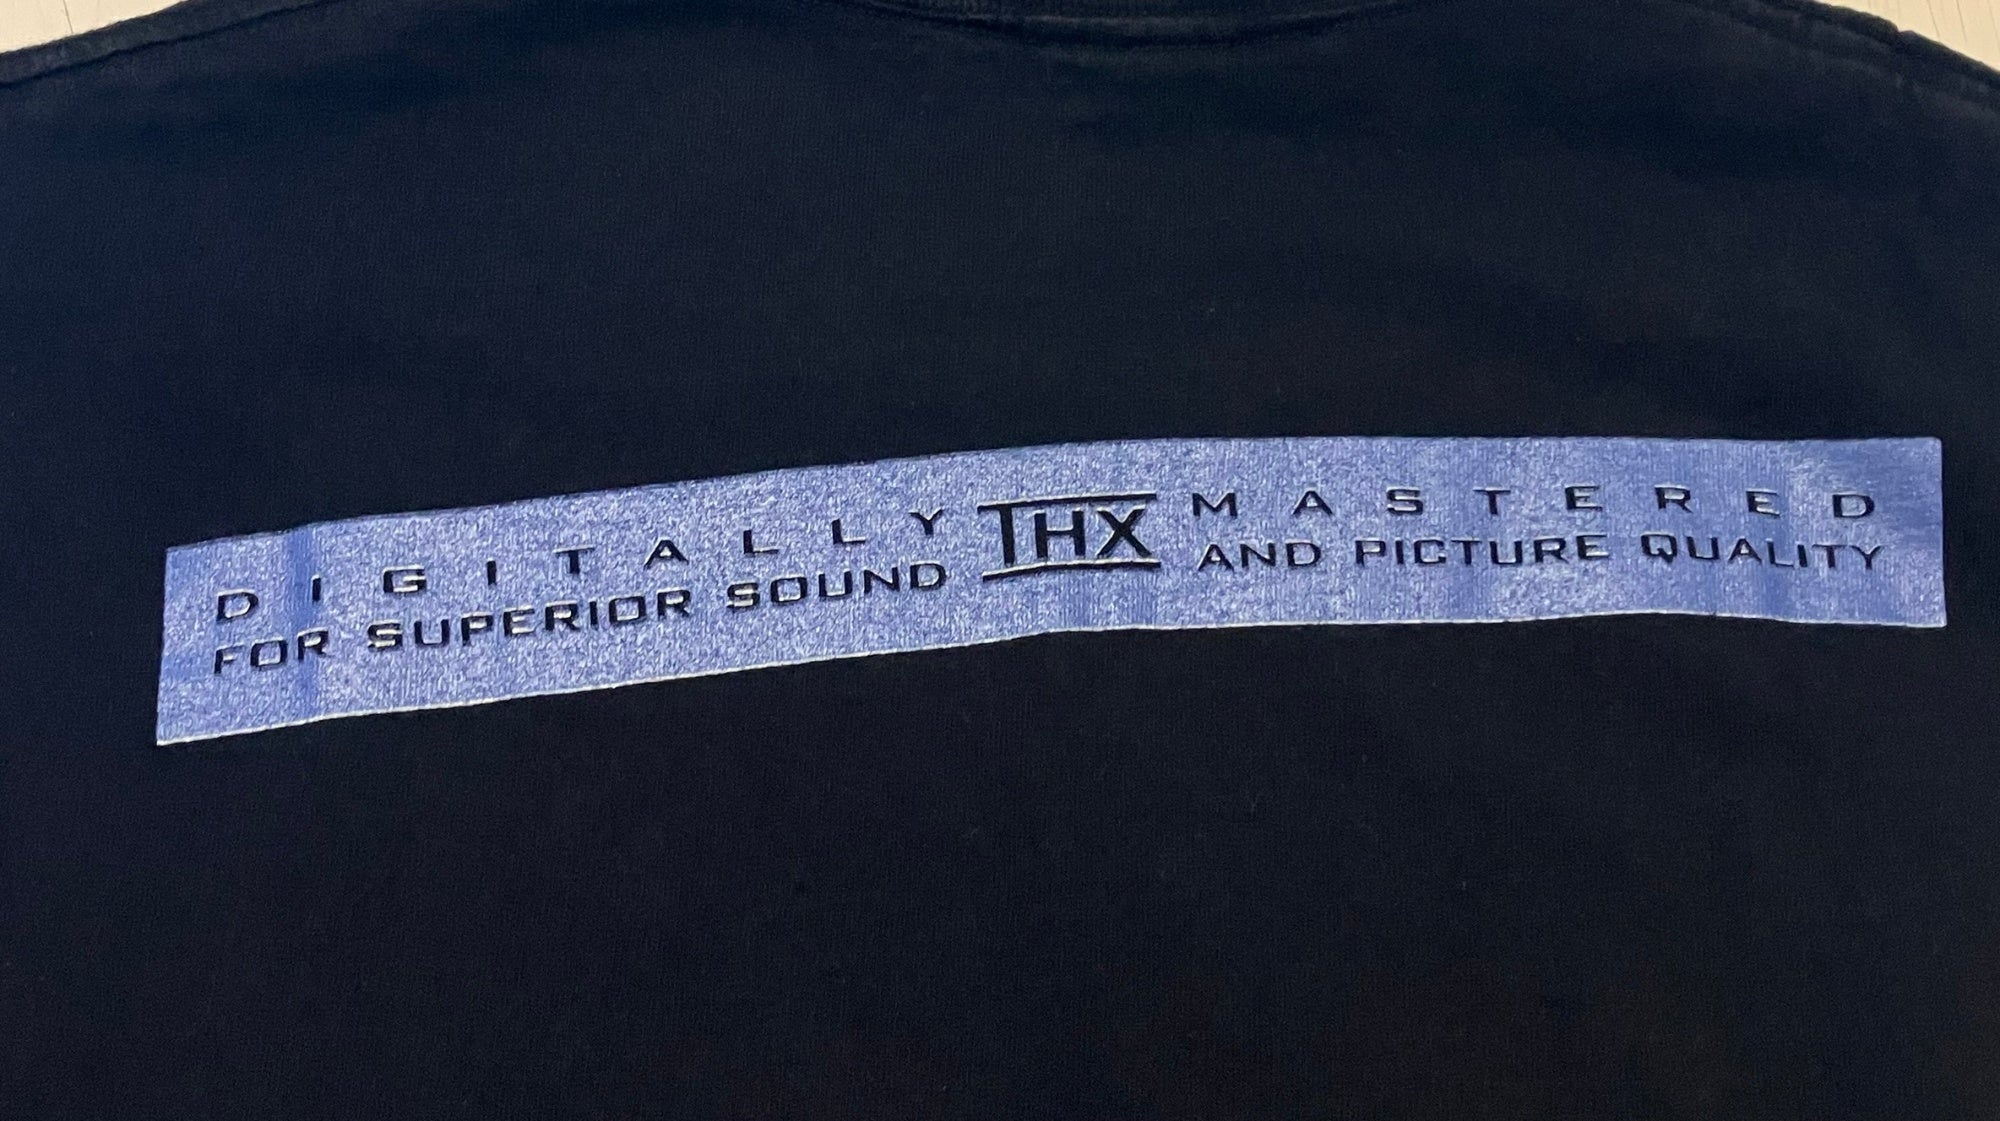 DIGITALLY THX MASTERED
FOR SUPERIOR SOUND AND PICTURE QUALITY